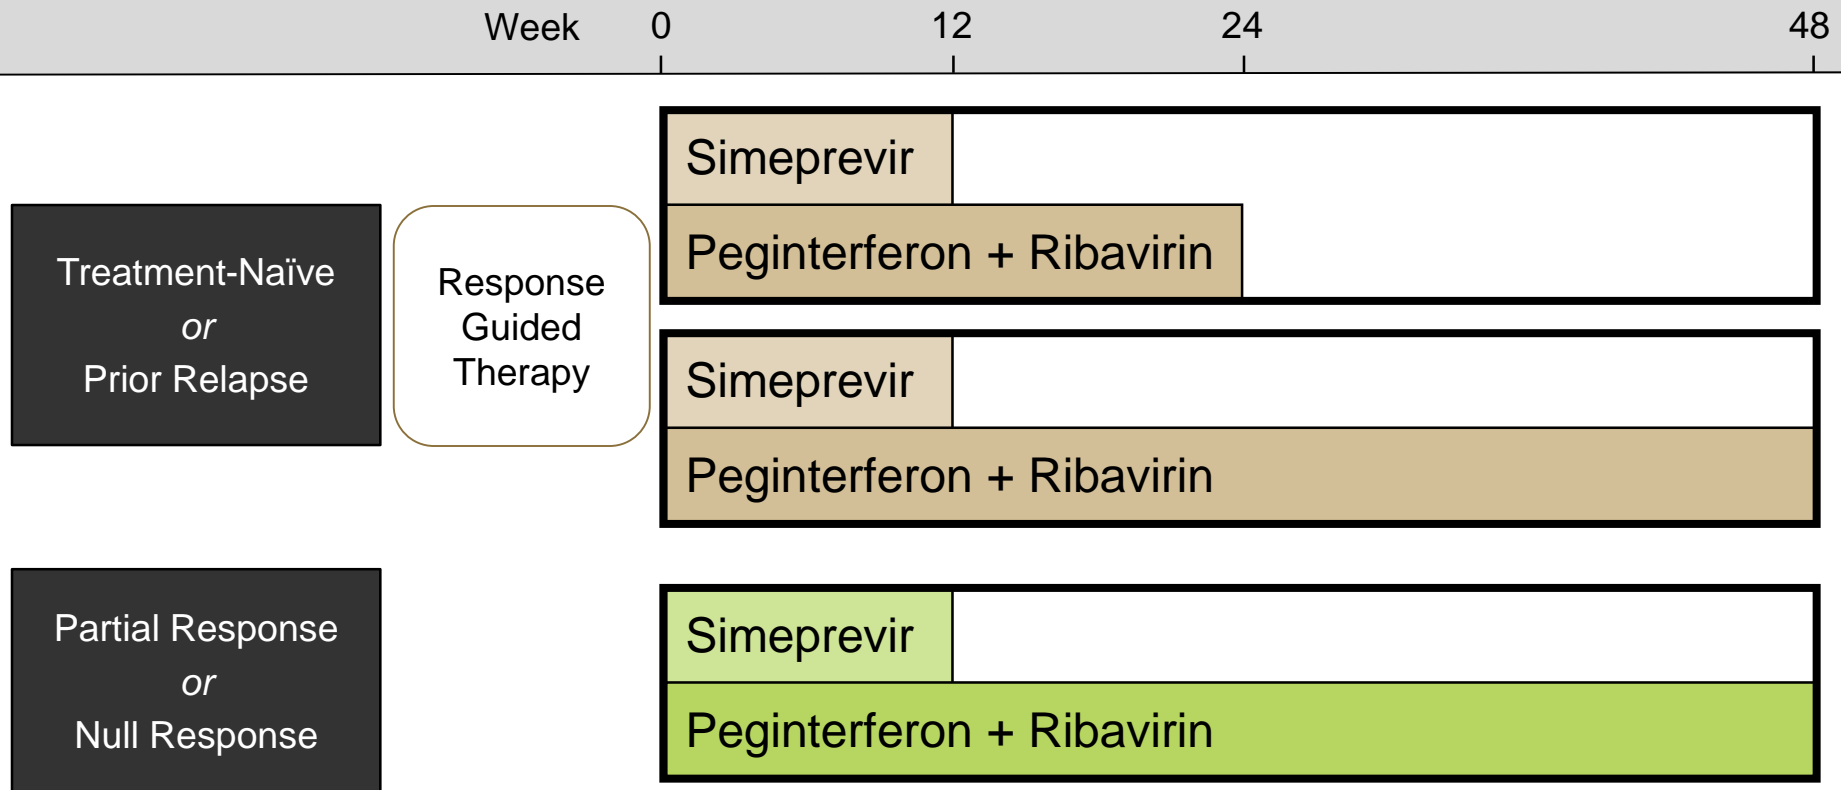 Week 0 12 24 48
Simeprevir
Peginterferon + Ribavirin
Treatment-Naïve
or
Prior Relapse
Response
Guided
Therapy
Simeprevir
Peginterferon + Ribavirin
Partial Response
or
Null Response
Simeprevir
Peginterferon + Ribavirin